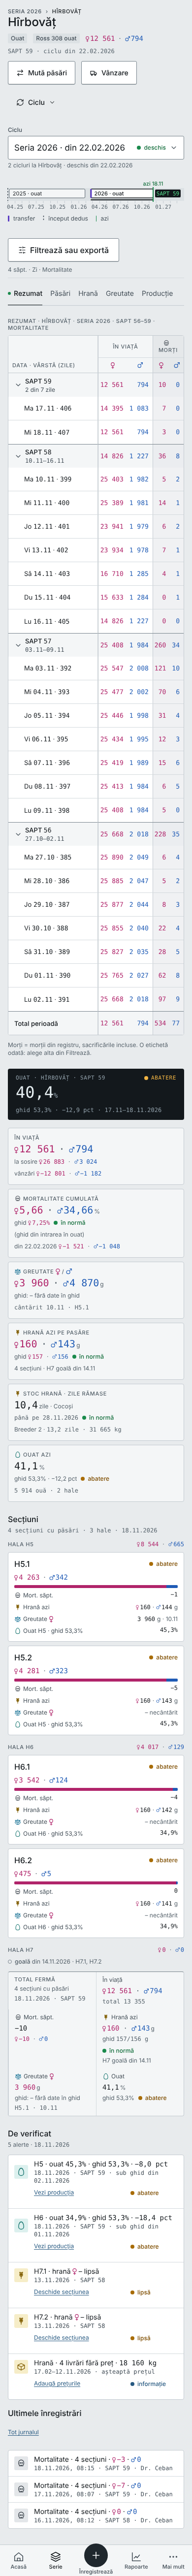 SERIA 2026 › HÎRBOVĂȚ
Hîrbovăț
Ouat Ross 308 ouat ♀12 561 · ♂794
SAPT 59 · ciclu din 22.02.2026
Mută păsări
Vânzare
Ciclu
Ciclu
Seria 2026 · din 22.02.2026 deschis
2 cicluri la Hîrbovăț · deschis din 22.02.2026
azi 18.11
2025 · ouat
2026 · ouat
SAPT 59
04.25 07.25 10.25 01.26 04.26 07.26 10.26 01.27
transfer început dedus azi
Filtrează sau exportă
4 săpt. · Zi · Mortalitate
Rezumat Păsări Hrană Greutate Producție
REZUMAT · HÎRBOVĂȚ · SERIA 2026 · SAPT 56–59 ·
MORTALITATE
ÎN VIAȚĂ MORȚI
DATA · VÂRSTĂ (ZILE) ♀ ♂ ♀ ♂
SAPT 59 12 561 794 10 0
2 din 7 zile
Ma 17.11 · 406 14 395 1 083 7 0
Mi 18.11 · 407 12 561 794 3 0
SAPT 58 14 826 1 227 36 8
10.11–16.11
Ma 10.11 · 399 25 403 1 982 5 2
Mi 11.11 · 400 25 389 1 981 14 1
Jo 12.11 · 401 23 941 1 979 6 2
Vi 13.11 · 402 23 934 1 978 7 1
Sâ 14.11 · 403 16 710 1 285 4 1
Du 15.11 · 404 15 633 1 284 0 1
Lu 16.11 · 405 14 826 1 227 0 0
SAPT 57 25 408 1 984 260 34
03.11–09.11
Ma 03.11 · 392 25 547 2 008 121 10
Mi 04.11 · 393 25 477 2 002 70 6
Jo 05.11 · 394 25 446 1 998 31 4
Vi 06.11 · 395 25 434 1 995 12 3
Sâ 07.11 · 396 25 419 1 989 15 6
Du 08.11 · 397 25 413 1 984 6 5
Lu 09.11 · 398 25 408 1 984 5 0
SAPT 56 25 668 2 018 228 35
27.10–02.11
Ma 27.10 · 385 25 890 2 049 6 4
Mi 28.10 · 386 25 885 2 047 5 2
Jo 29.10 · 387 25 877 2 044 8 3
Vi 30.10 · 388 25 855 2 040 22 4
Sâ 31.10 · 389 25 827 2 035 28 5
Du 01.11 · 390 25 765 2 027 62 8
Lu 02.11 · 391 25 668 2 018 97 9
Total perioadă 12 561 794 534 77
Morți = morți din registru, sacrificările incluse. O etichetă
odată: alege alta din Filtrează.
OUAT · HÎRBOVĂȚ · SAPT 59 ABATERE
40,4%
ghid 53,3% · −12,9 pct · 17.11–18.11.2026
ÎN VIAȚĂ
♀12 561 · ♂794
la sosire ♀26 883 · ♂3 024
vânzări ♀−12 801 · ♂−1 182
MORTALITATE CUMULATĂ
♀5,66 · ♂34,66%
ghid ♀7,25% în normă
(ghid din intrarea în ouat)
din 22.02.2026 ♀−1 521 · ♂−1 048
GREUTATE ♀ / ♂
♀3 960 · ♂4 870g
ghid: – fără date în ghid
cântărit 10.11 · H5.1
HRANĂ AZI PE PASĂRE
♀160 · ♂143g
ghid ♀157 · ♂156 în normă
4 secțiuni · H7 goală din 14.11
STOC HRANĂ · ZILE RĂMASE
10,4 zile · Cocoși
până pe 28.11.2026 în normă
Breeder 2 · 13,2 zile · 31 665 kg
OUAT AZI
41,1%
ghid 53,3% · −12,2 pct abatere
5 914 ouă · 2 hale
Secțiuni
4 secțiuni cu păsări · 3 hale · 18.11.2026
HALA H5 ♀8 544 · ♂665
H5.1 abatere
♀4 263 · ♂342
Mort. săpt. −1
Hrană azi ♀160 · ♂144 g
Greutate ♀ 3 960 g · 10.11
Ouat H5 · ghid 53,3% 45,3%
H5.2 abatere
♀4 281 · ♂323
Mort. săpt. −5
Hrană azi ♀160 · ♂143 g
Greutate ♀ – necântărit
Ouat H5 · ghid 53,3% 45,3%
HALA H6 ♀4 017 · ♂129
H6.1 abatere
♀3 542 · ♂124
Mort. săpt. −4
Hrană azi ♀160 · ♂142 g
Greutate ♀ – necântărit
Ouat H6 · ghid 53,3% 34,9%
H6.2 abatere
♀475 · ♂5
Mort. săpt. 0
Hrană azi ♀160 · ♂141 g
Greutate ♀ – necântărit
Ouat H6 · ghid 53,3% 34,9%
HALA H7 ♀0 · ♂0
goală din 14.11.2026 · H7.1, H7.2
TOTAL FERMĂ
4 secțiuni cu păsări
18.11.2026 · SAPT 59
În viață
♀12 561 · ♂794
total 13 355
Mort. săpt.
−10
♀−10 · ♂0
Hrană azi
♀160 · ♂143g
ghid 157/156 g
în normă
H7 goală din 14.11
Greutate ♀
3 960g
ghid: – fără date în ghid
H5.1 · 10.11
Ouat
41,1%
ghid 53,3% abatere
De verificat
5 alerte · 18.11.2026
H5 · ouat 45,3% · ghid 53,3% · −8,0 pct
18.11.2026 · SAPT 59 · sub ghid din
02.11.2026
Vezi producția abatere
H6 · ouat 34,9% · ghid 53,3% · −18,4 pct
18.11.2026 · SAPT 59 · sub ghid din
01.11.2026
Vezi producția abatere
H7.1 · hrană ♀ – lipsă
13.11.2026 · SAPT 58
Deschide secțiunea lipsă
H7.2 · hrană ♀ – lipsă
13.11.2026 · SAPT 58
Deschide secțiunea lipsă
Hrană · 4 livrări fără preț · 18 160 kg
17.02–12.11.2026 · așteaptă prețul
Adaugă prețurile informație
Ultimele înregistrări
Tot jurnalul
Mortalitate · 4 secțiuni · ♀−3 · ♂0
18.11.2026, 08:15 · SAPT 59 · Dr. Ceban
Mortalitate · 4 secțiuni · ♀−7 · ♂0
17.11.2026, 08:07 · SAPT 59 · Dr. Ceban
Mortalitate · 4 secțiuni · ♀0 · ♂0
16.11.2026, 08:12 · SAPT 58 · Dr. Ceban
Acasă Serie Înregistrează Rapoarte Mai mult